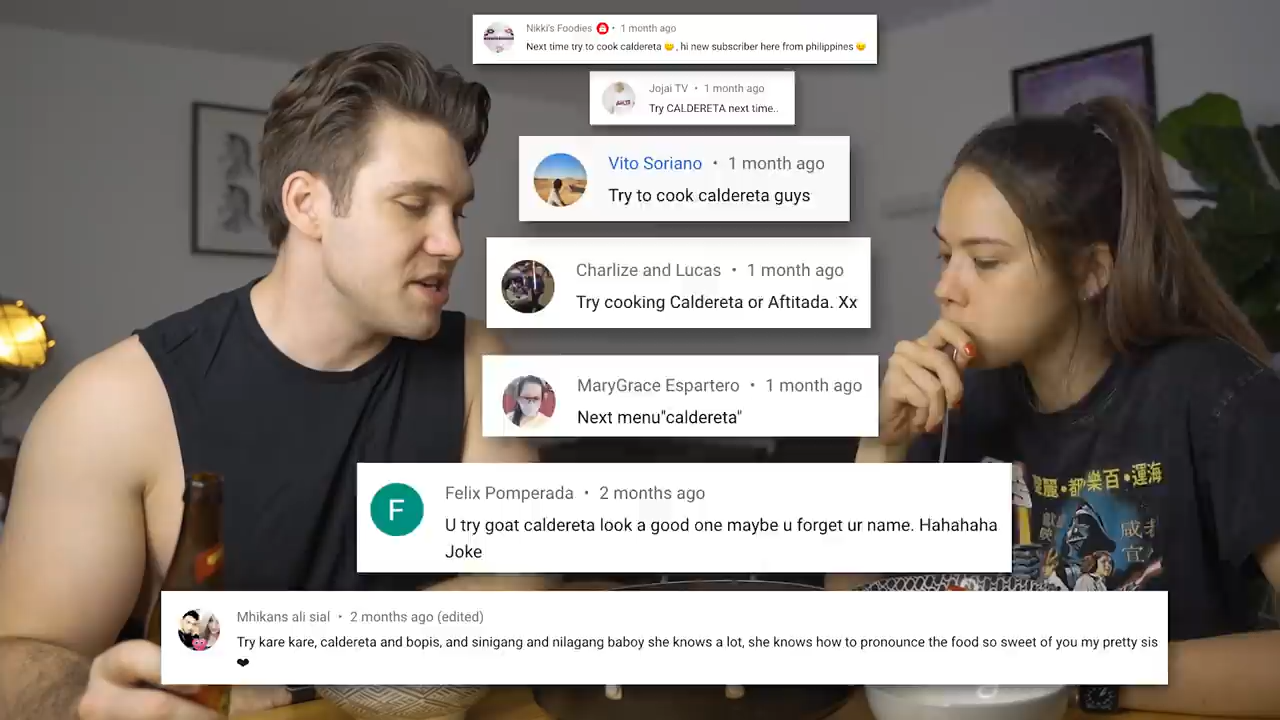 Nikki's Foodies • 1 month ago
Next time try to cook caldereta 😊, hi new subscriber here from philippines 😊
Jojai TV • 1 month ago
Try CALDERETA next time..
Vito Soriano • 1 month ago
Try to cook caldereta guys
Charlize and Lucas • 1 month ago
Try cooking Caldereta or Aftitada. Xx
MaryGrace Espartero • 1 month ago
Next menu"caldereta"
F
Felix Pomperada • 2 months ago
U try goat caldereta look a good one maybe u forget ur name. Hahahaha
Joke
Mhikans ali sial • 2 months ago (edited)
Try kare kare, caldereta and bopis, and sinigang and nilagang baboy she knows a lot, she knows how to pronounce the food so sweet of you my pretty sis
❤
都•樂百•運海